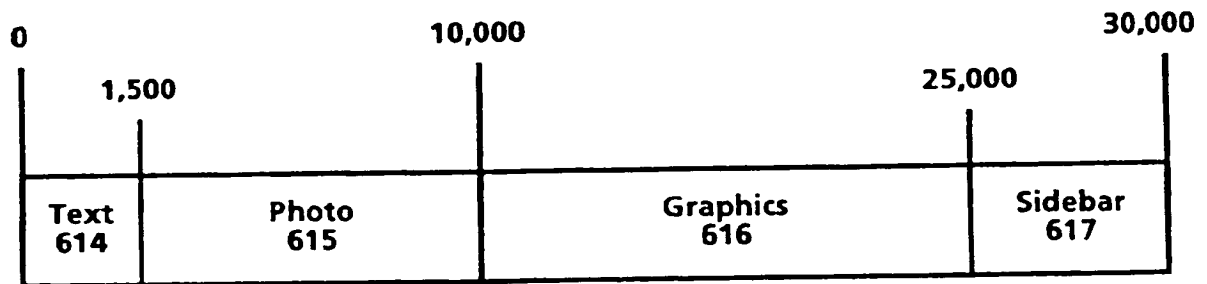 0
10,000
30,000
1,500
25,000
Text
614
Photo
615
Graphics
616
Sidebar
617